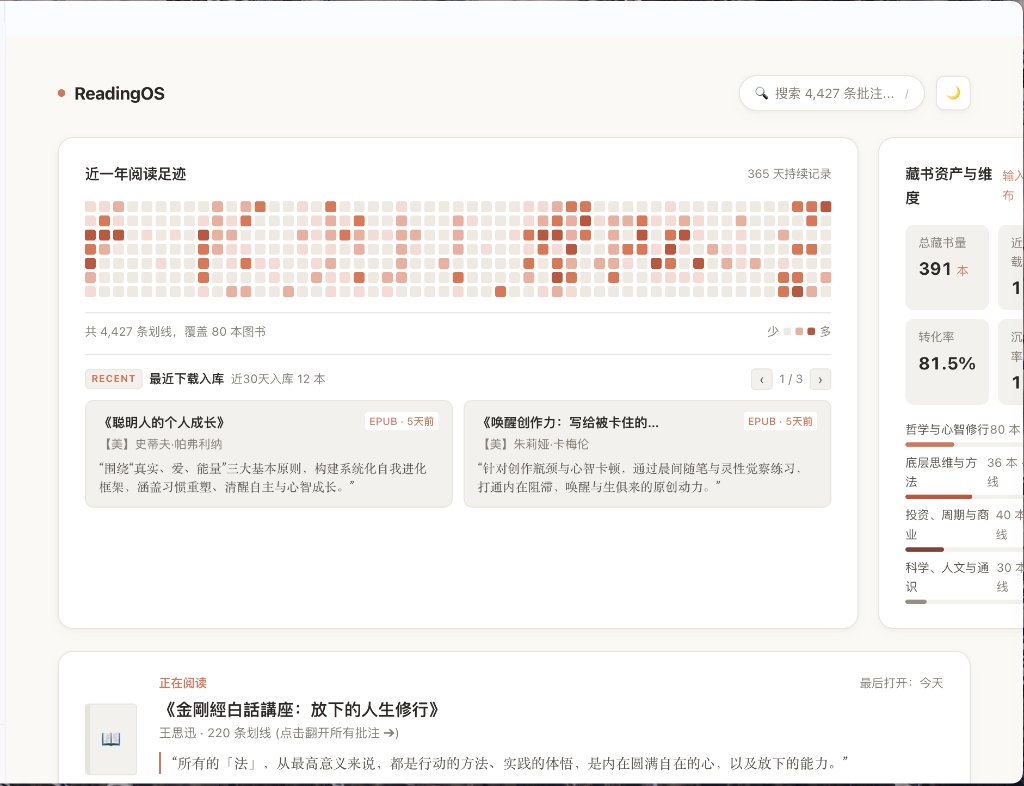 ReadingOS
搜索 4,427 条批注... /
近一年阅读足迹
365 天持续记录
共 4,427 条划线，覆盖 80 本图书
少 多
RECENT 最近下载入库 近30天入库 12 本
‹ 1 / 3 ›
《聪明人的个人成长》
EPUB · 5天前
【美】史蒂夫·帕弗利纳
“围绕“真实、爱、能量”三大基本原则，构建系统化自我进化
框架，涵盖习惯重塑、清醒自主与心智成长。”
《唤醒创作力：写给被卡住的...
EPUB · 5天前
【美】朱莉娅·卡梅伦
“针对创作瓶颈与心智卡顿，通过晨间随笔与灵性觉察练习，
打通内在阻滞，唤醒与生俱来的原创动力。”
藏书资产与维
度
输入
布
总藏书量
391 本
近
载
1
转化率
81.5%
沉
率
1
哲学与心智修行 80 本
底层思维与方
法
36 本
线
投资、周期与商
业
40 本
线
科学、人文与通
识
30 本
线
正在阅读
最后打开：今天
《金剛經白話講座：放下的人生修行》
王思迅 · 220 条划线 (点击翻开所有批注 →)
“所有的「法」，从最高意义来说，都是行动的方法、实践的体悟，是内在圆满自在的心，以及放下的能力。”